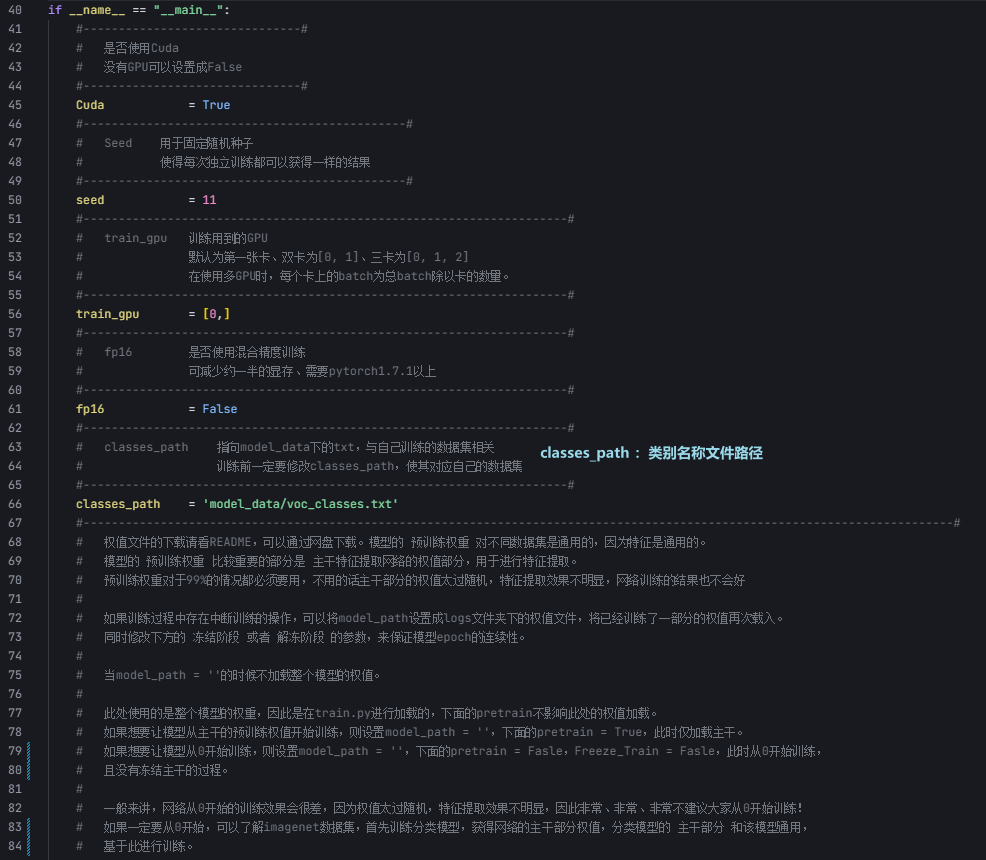 40 if __name__ == "__main__":
41 #-------------------------------#
42 #   是否使用Cuda
43 #   没有GPU可以设置成False
44 #-------------------------------#
45 Cuda            = True
46 #----------------------------------------------#
47 #   Seed    用于固定随机种子
48 #           使得每次独立训练都可以获得一样的结果
49 #----------------------------------------------#
50 seed            = 11
51 #---------------------------------------------------------------------#
52 #   train_gpu   训练用到的GPU
53 #               默认为第一张卡、双卡为[0, 1]、三卡为[0, 1, 2]
54 #               在使用多GPU时，每个卡上的batch为总batch除以卡的数量。
55 #---------------------------------------------------------------------#
56 train_gpu       = [0,]
57 #---------------------------------------------------------------------#
58 #   fp16        是否使用混合精度训练
59 #               可减少约一半的显存、需要pytorch1.7.1以上
60 #---------------------------------------------------------------------#
61 fp16            = False
62 #---------------------------------------------------------------------#
63 #   classes_path    指向model_data下的txt，与自己训练的数据集相关
64 #                   训练前一定要修改classes_path，使其对应自己的数据集
classes_path ：类别名称文件路径
65 #---------------------------------------------------------------------#
66 classes_path    = 'model_data/voc_classes.txt'
67 #----------------------------------------------------------------------------------------------------------------------------#
68 #   权值文件的下载请看README，可以通过网盘下载。模型的 预训练权重 对不同数据集是通用的，因为特征是通用的。
69 #   模型的 预训练权重 比较重要的部分是 主干特征提取网络的权值部分，用于进行特征提取。
70 #   预训练权重对于99%的情况都必须要用，不用的话主干部分的权值太过随机，特征提取效果不明显，网络训练的结果也不会好
71 #
72 #   如果训练过程中存在中断训练的操作，可以将model_path设置成logs文件夹下的权值文件，将已经训练了一部分的权值再次载入。
73 #   同时修改下方的 冻结阶段 或者 解冻阶段 的参数，来保证模型epoch的连续性。
74 #
75 #   当model_path = ''的时候不加载整个模型的权值。
76 #
77 #   此处使用的是整个模型的权重，因此是在train.py进行加载的，下面的pretrain不影响此处的权值加载。
78 #   如果想要让模型从主干的预训练权值开始训练，则设置model_path = ''，下面的pretrain = True，此时仅加载主干。
79 #   如果想要让模型从0开始训练，则设置model_path = ''，下面的pretrain = Fasle，Freeze_Train = Fasle，此时从0开始训练，
80 #   且没有冻结主干的过程。
81 #
82 #   一般来讲，网络从0开始的训练效果会很差，因为权值太过随机，特征提取效果不明显，因此非常、非常、非常不建议大家从0开始训练！
83 #   如果一定要从0开始，可以了解imagenet数据集，首先训练分类模型，获得网络的主干部分权值，分类模型的 主干部分 和该模型通用，
84 #   基于此进行训练。